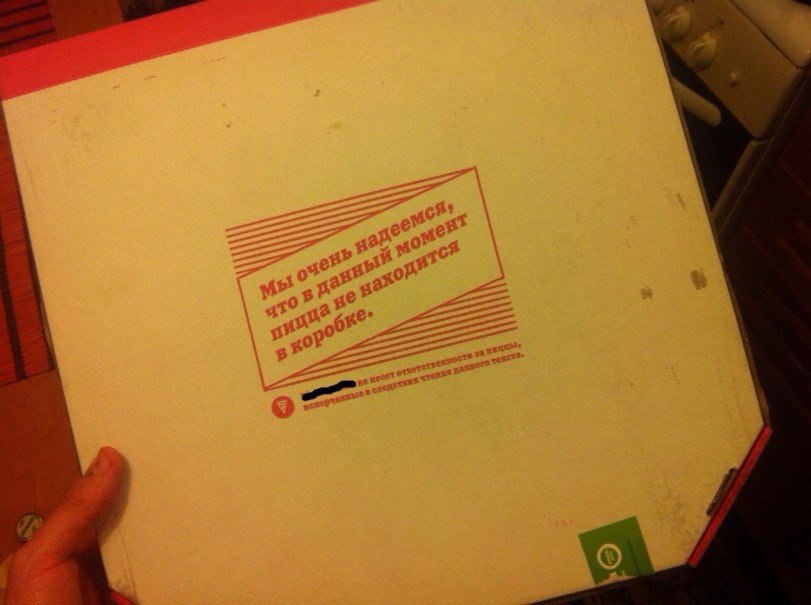 Мы очень надеемся,
что в данный момент
пицца не находится
в коробке.
не несет ответственности за пиццы,
испорченные в следствии чтения данного текста.